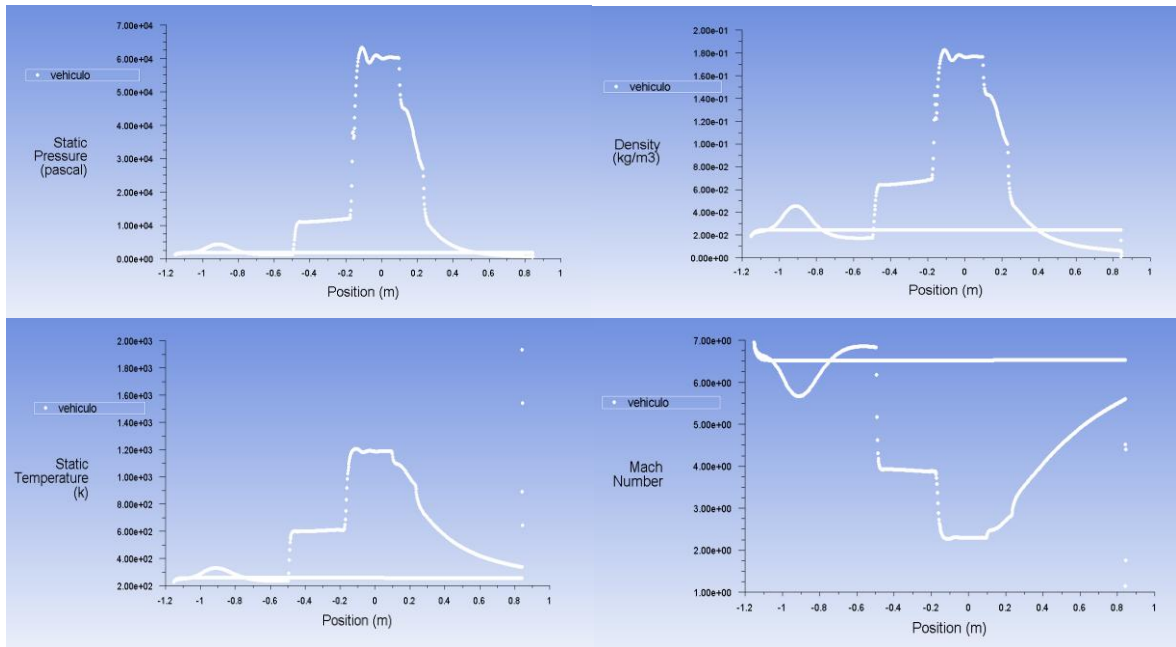 7.00e+04
6.00e+04
5.00e+04
4.00e+04
3.00e+04
2.00e+04
1.00e+04
0.00e+00
vehiculo
Static
Pressure
(pascal)
-1.2 -1 -0.8 -0.6 -0.4 -0.2 0 0.2 0.4 0.6 0.8 1
Position (m)
2.00e-01
1.80e-01
1.60e-01
1.40e-01
1.20e-01
1.00e-01
8.00e-02
6.00e-02
4.00e-02
2.00e-02
0.00e+00
vehiculo
Density
(kg/m3)
-1.2 -1 -0.8 -0.6 -0.4 -0.2 0 0.2 0.4 0.6 0.8 1
Position (m)
2.00e+03
1.80e+03
1.60e+03
1.40e+03
1.20e+03
1.00e+03
8.00e+02
6.00e+02
4.00e+02
2.00e+02
vehiculo
Static
Temperature
(k)
-1.2 -1 -0.8 -0.6 -0.4 -0.2 0 0.2 0.4 0.6 0.8 1
Position (m)
7.00e+00
6.00e+00
5.00e+00
4.00e+00
3.00e+00
2.00e+00
1.00e+00
vehiculo
Mach
Number
-1.2 -1 -0.8 -0.6 -0.4 -0.2 0 0.2 0.4 0.6 0.8 1
Position (m)